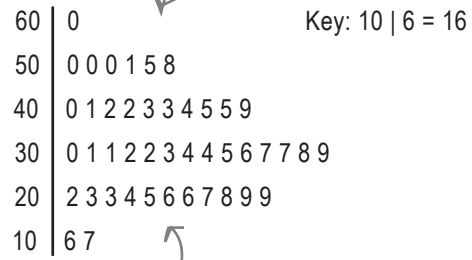 60 | 0 Key: 10 | 6 = 16
50 | 0 0 0 1 5 8
40 | 0 1 2 2 3 3 4 5 5 9
30 | 0 1 1 2 2 3 4 4 5 6 7 7 8 9
20 | 2 3 3 4 5 6 6 7 8 9 9
10 | 6 7